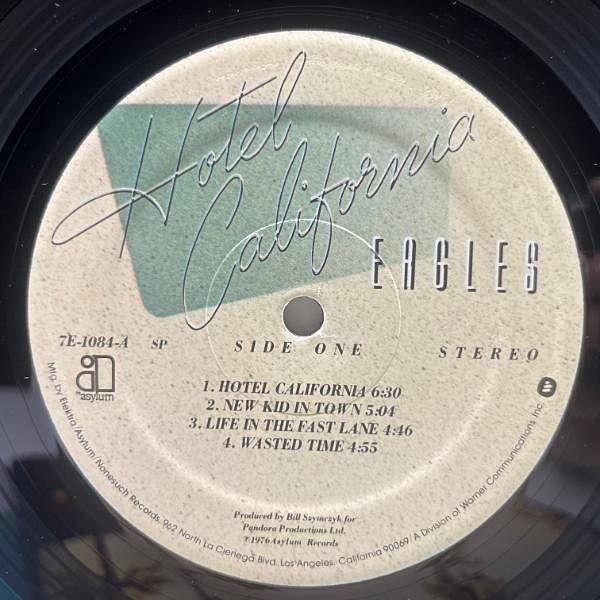 Hotel
California
EAGLES
7E-1084-A SP SIDE ONE STEREO
asylum
1. HOTEL CALIFORNIA 6:30
2. NEW KID IN TOWN 5:04
3. LIFE IN THE FAST LANE 4:46
4. WASTED TIME 4:55
Produced by Bill Szymczyk for
Pandora Productions Ltd.
℗1976 Asylum Records
Mfg. by Elektra/Asylum/Nonesuch Records, 962 North La Cienega Blvd., Los Angeles, California 90069 A Division of Warner Communications Inc.